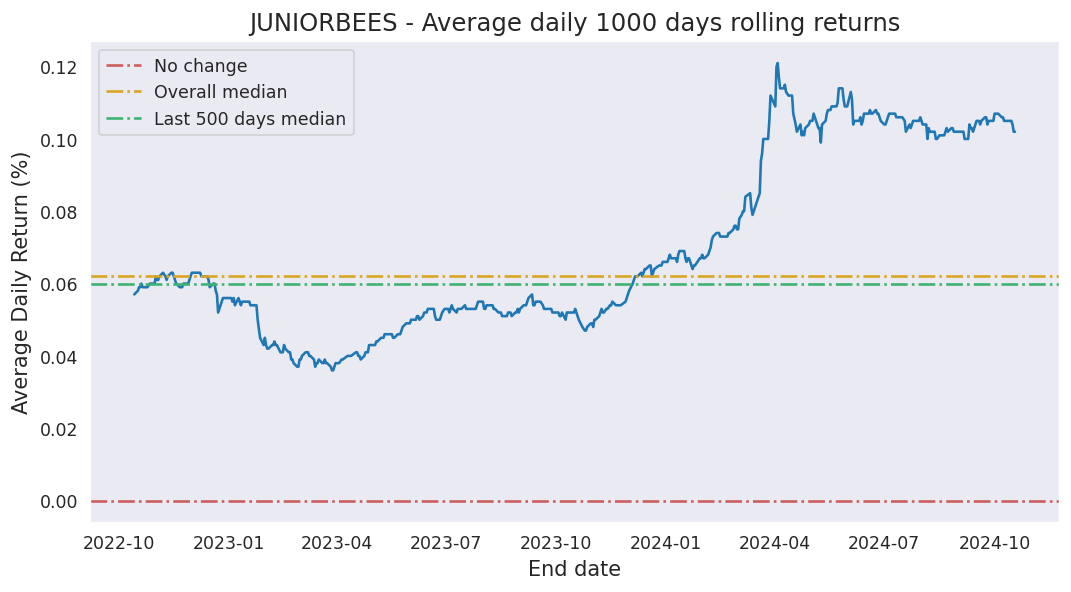 JUNIORBEES - Average daily 1000 days rolling returns
No change
Overall median
Last 500 days median
Average Daily Return (%)
0.12
0.10
0.08
0.06
0.04
0.02
0.00
2022-10 2023-01 2023-04 2023-07 2023-10 2024-01 2024-04 2024-07 2024-10
End date